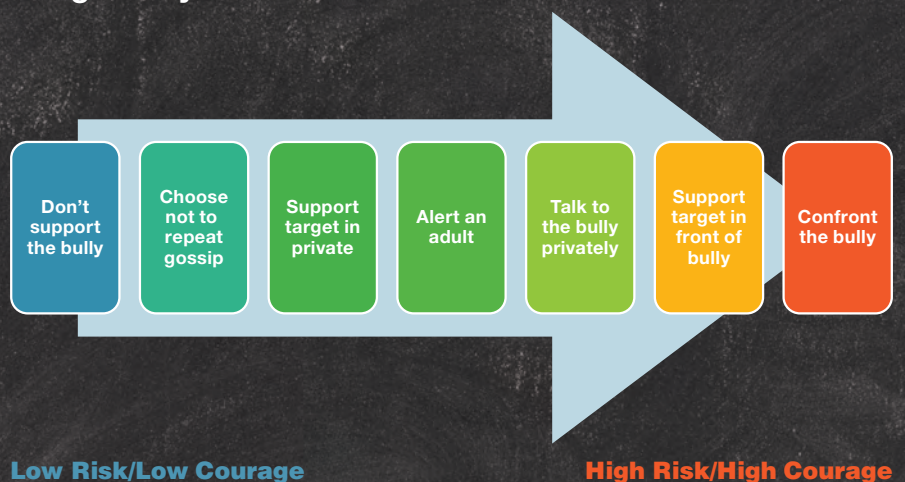 Don't
support
the bully
Choose
not to
repeat
gossip
Support
target in
private
Alert an
adult
Talk to
the bully
privately
Support
target in
front of
bully
Confront
the bully
Low Risk/Low Courage
High Risk/High Courage